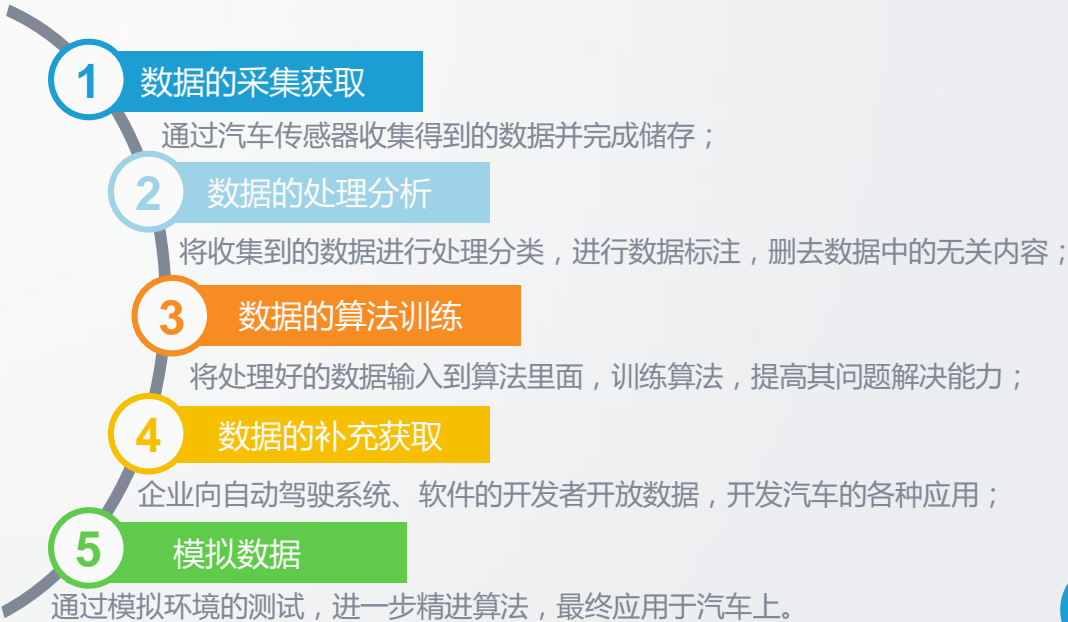 1
数据的采集获取
通过汽车传感器收集得到的数据并完成储存；
2
数据的处理分析
将收集到的数据进行处理分类，进行数据标注，删去数据中的无关内容；
3
数据的算法训练
将处理好的数据输入到算法里面，训练算法，提高其问题解决能力；
4
数据的补充获取
企业向自动驾驶系统、软件的开发者开放数据，开发汽车的各种应用；
5
模拟数据
通过模拟环境的测试，进一步精进算法，最终应用于汽车上。